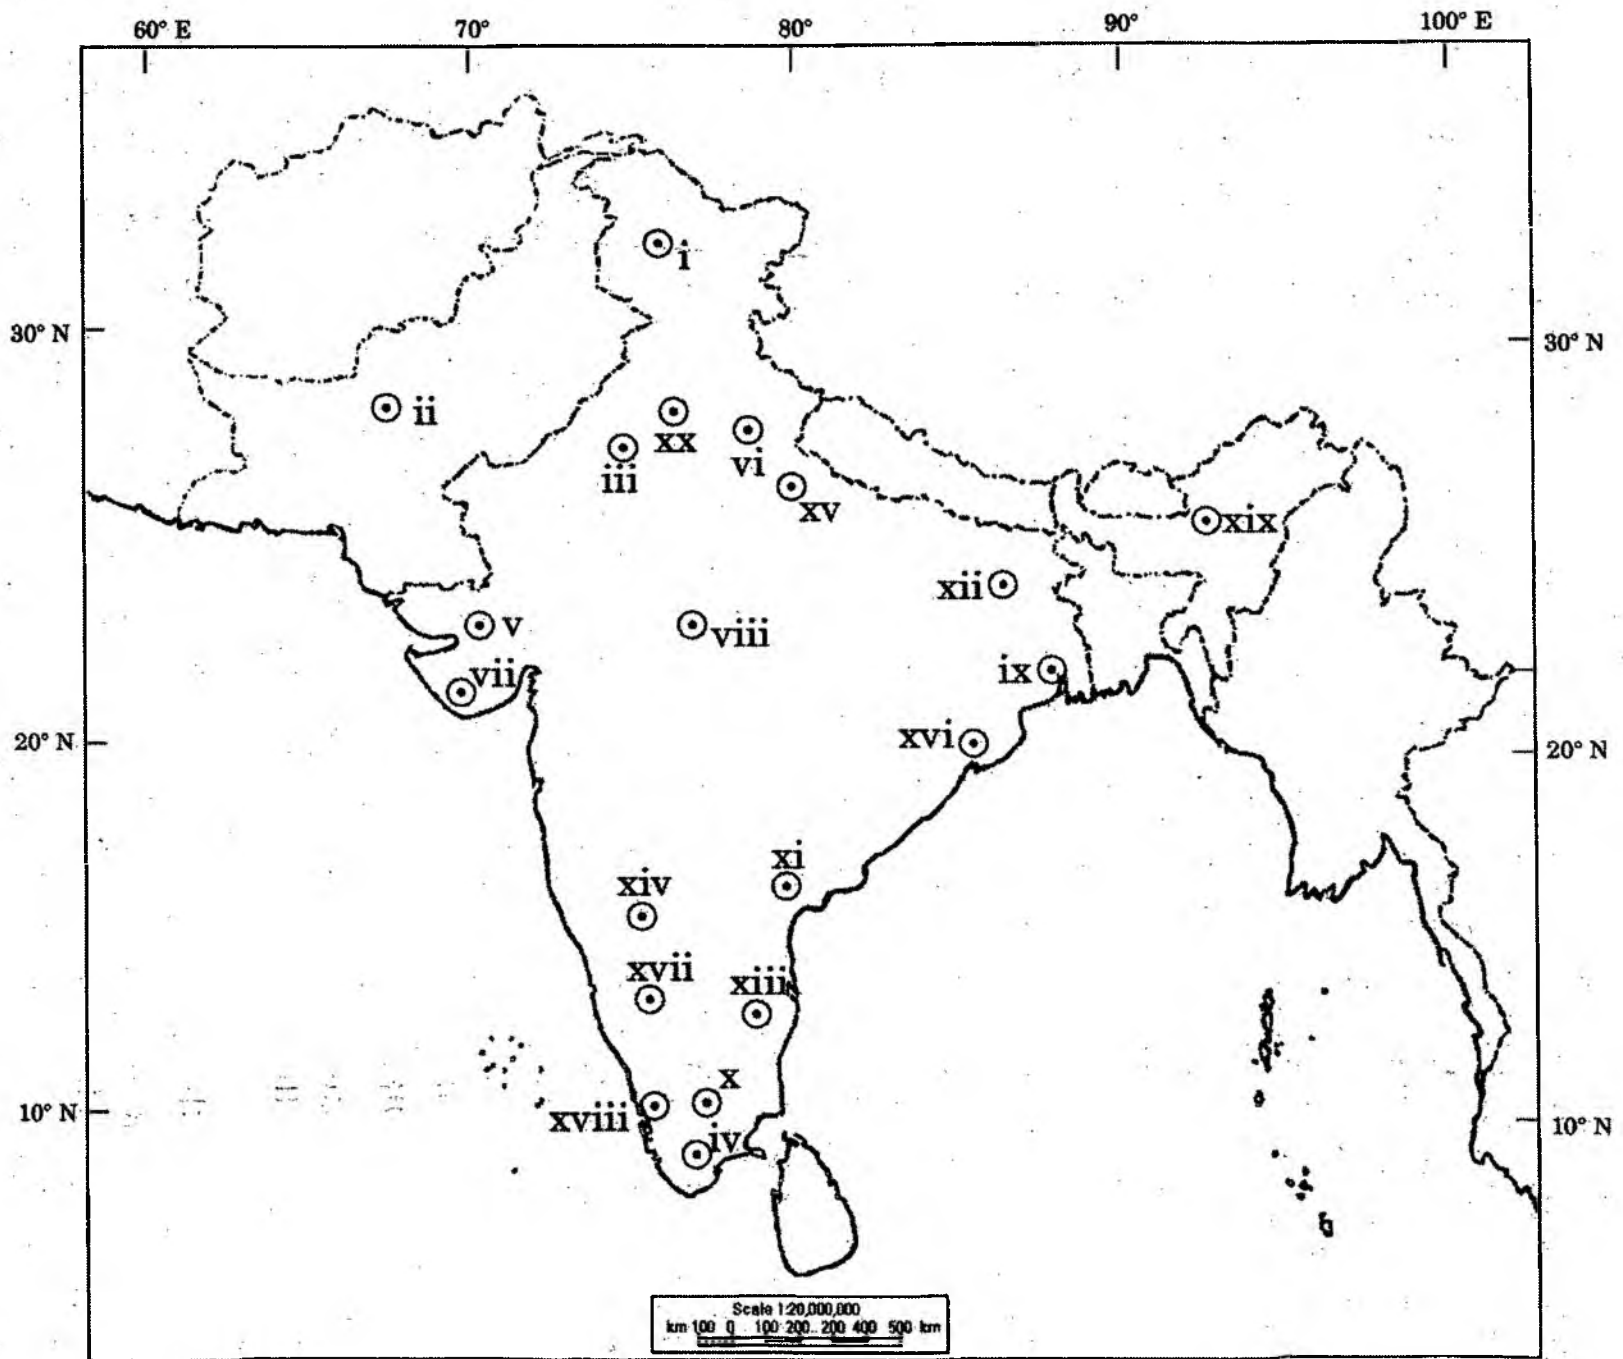 60° E 70° 80° 90° 100° E
i
30° N 30° N
ii
xx
iii vi
xv
xix
xii
v viii
ix
vii
xvi
20° N 20° N
xi
xiv
xvii
xiii
x
10° N xviii 10° N
iv
Scale 1:20,000,000
km 100 0 100 200 200 400 500 km